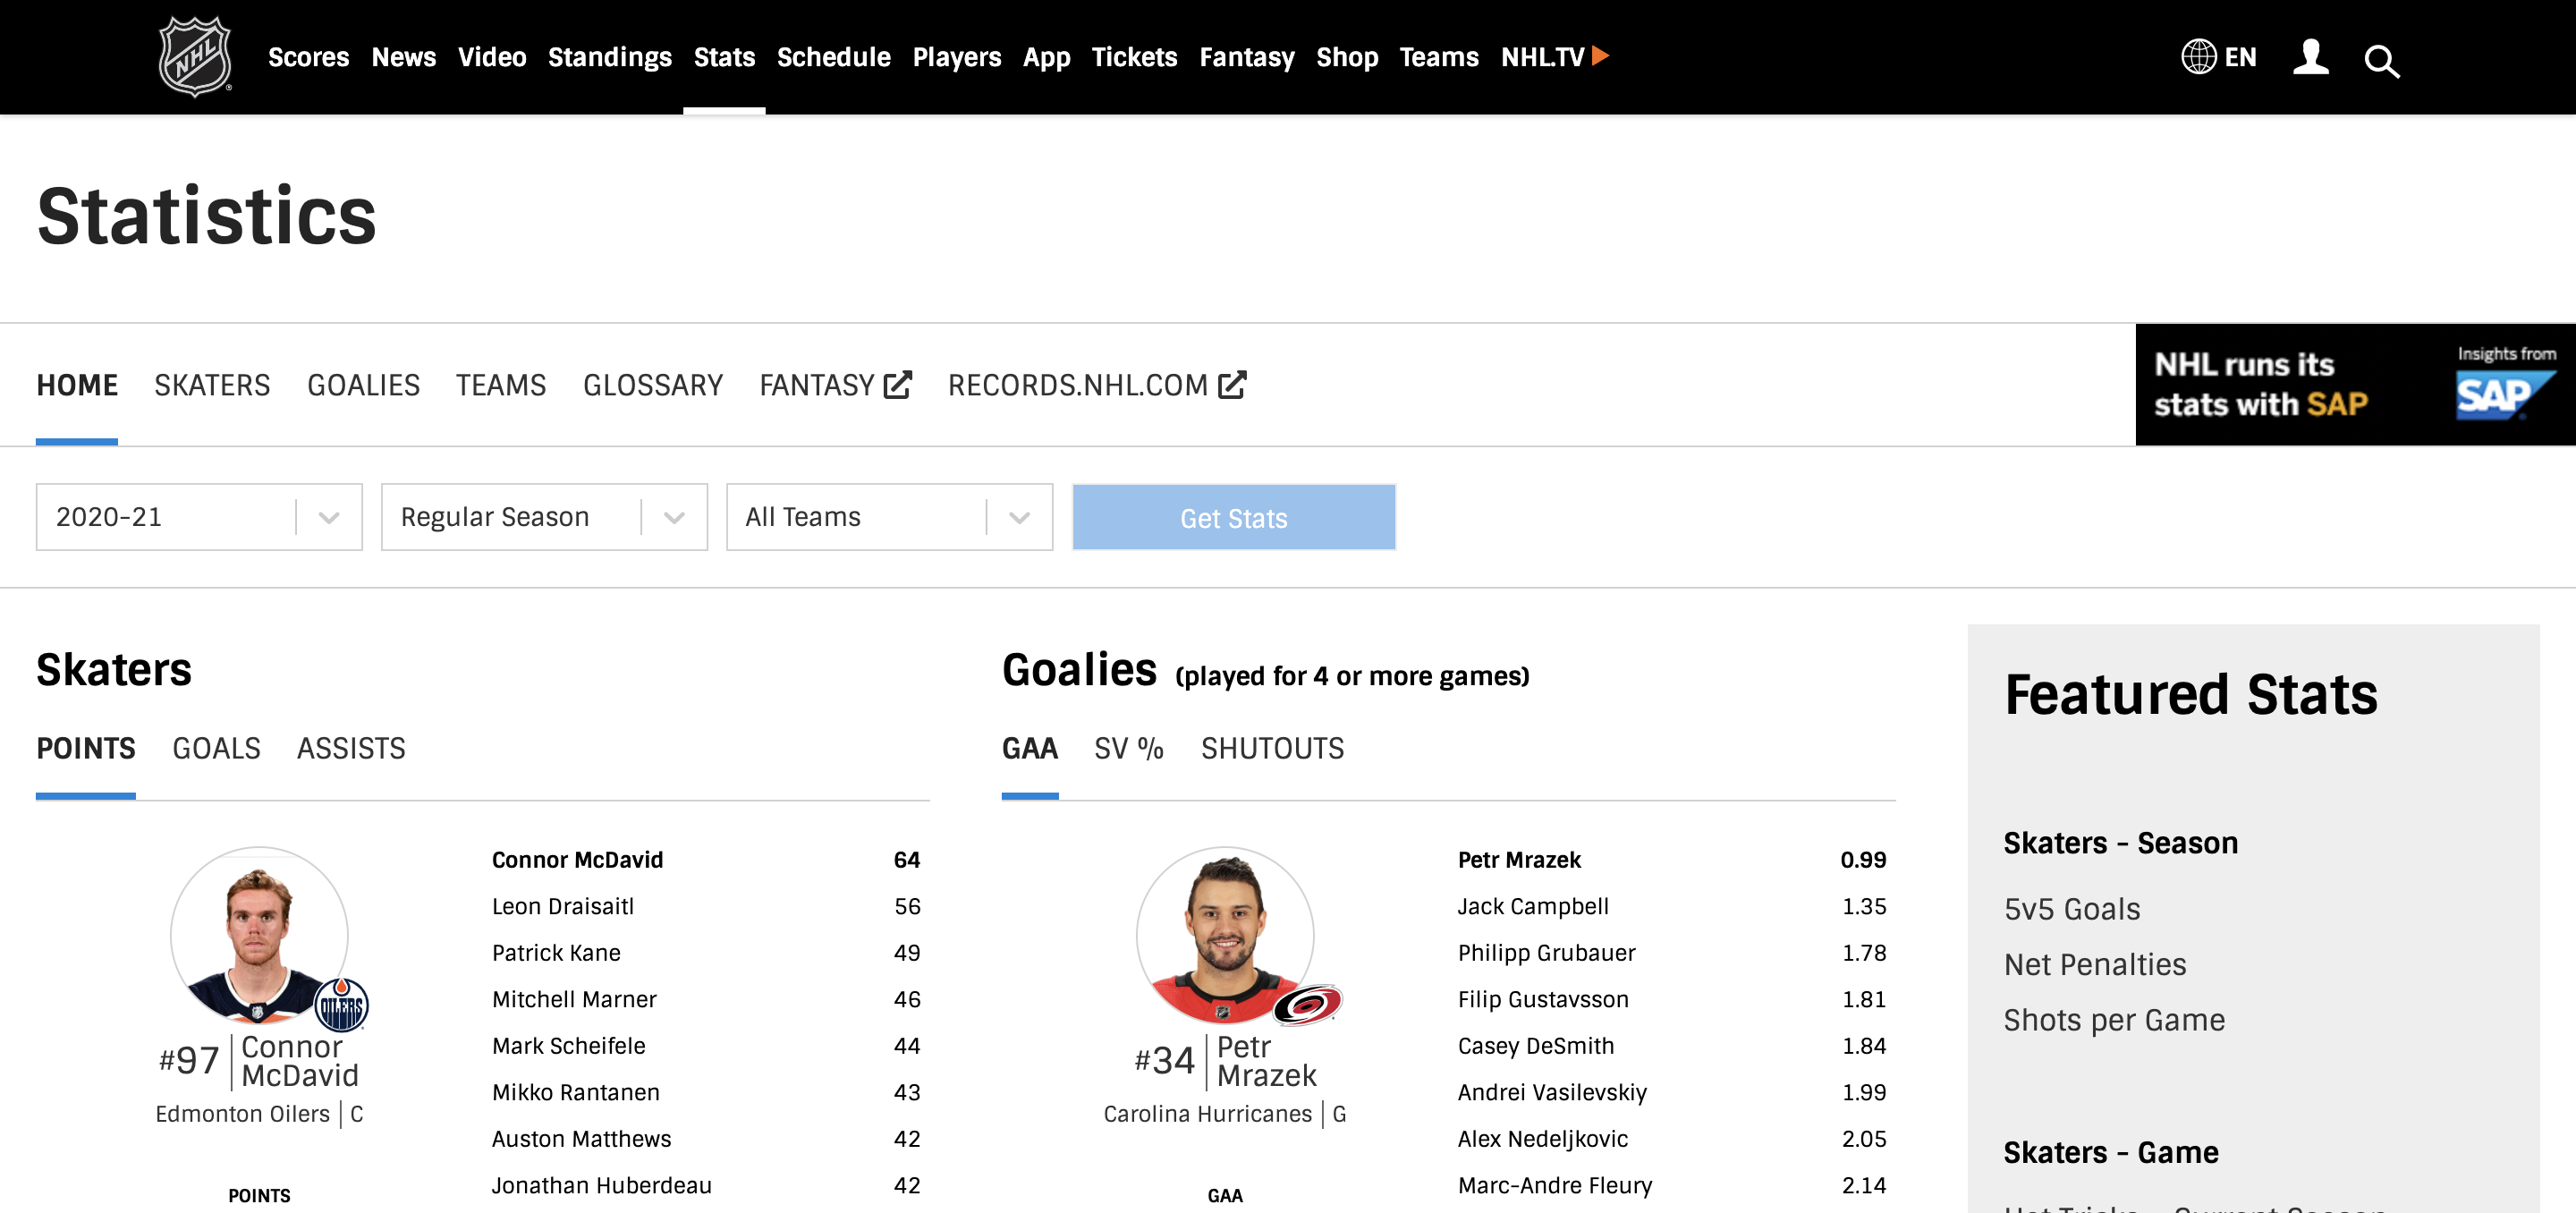 NHL
Scores News Video Standings Stats Schedule Players App Tickets Fantasy Shop Teams NHL.TV EN
Statistics
HOME SKATERS GOALIES TEAMS GLOSSARY FANTASY RECORDS.NHL.COM
NHL runs its
stats with SAP
Insights from
SAP
2020-21 Regular Season All Teams Get Stats
Skaters
POINTS GOALS ASSISTS
OILERS
#97 Connor
McDavid
Edmonton Oilers | C
POINTS
Connor McDavid 64
Leon Draisaitl 56
Patrick Kane 49
Mitchell Marner 46
Mark Scheifele 44
Mikko Rantanen 43
Auston Matthews 42
Jonathan Huberdeau 42
Goalies (played for 4 or more games)
GAA SV % SHUTOUTS
#34 Petr
Mrazek
Carolina Hurricanes | G
GAA
Petr Mrazek 0.99
Jack Campbell 1.35
Philipp Grubauer 1.78
Filip Gustavsson 1.81
Casey DeSmith 1.84
Andrei Vasilevskiy 1.99
Alex Nedeljkovic 2.05
Marc-Andre Fleury 2.14
Featured Stats
Skaters - Season
5v5 Goals
Net Penalties
Shots per Game
Skaters - Game